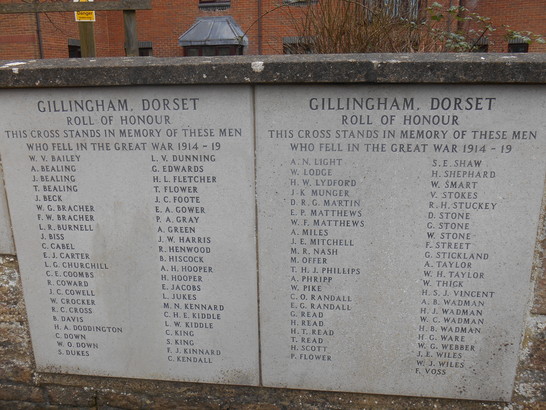 GILLINGHAM, DORSET
ROLL OF HONOUR
THIS CROSS STANDS IN MEMORY OF THESE MEN
WHO FELL IN THE GREAT WAR 1914 - 19
W. V. BAILEY
A. BEALING
J. BEALING
T. BEALING
J. BECK
W. G. BRACHER
F. W. BRACHER
L. R. BURNELL
J. BISS
C. CABEL
E. J. CARTER
L. G. CHURCHILL
C. E. COOMBS
R. COWARD
J. C. COWELL
W. CROCKER
R. C. CROSS
B. DAVIS
H. A. DODDINGTON
C. DOWN
W. O. DOWN
S. DUKES
L. V. DUNNING
G. EDWARDS
H. L. FLETCHER
T. FLOWER
J. C. FOOTE
E. A. GOWER
P. A. GRAY
A. GREEN
J. W. HARRIS
R. HENWOOD
B. HISCOCK
A. H. HOOPER
H. HOOPER
E. JACOBS
L. JUKES
M. N. KENNARD
C. H. E. KIDDLE
L. W. KIDDLE
C. KING
S. KING
F. J. KINNARD
C. KENDALL
GILLINGHAM, DORSET
ROLL OF HONOUR
THIS CROSS STANDS IN MEMORY OF THESE MEN
WHO FELL IN THE GREAT WAR 1914 - 19
A. N. LIGHT
W. LODGE
H. W. LYDFORD
J. K. MUNGER
D. R. G. MARTIN
E. P. MATTHEWS
W. F. MATTHEWS
A. MILES
J. E. MITCHELL
M. R. NASH
M. OFFER
T. H. J. PHILLIPS
A. PHRIPP
W. PIKE
C. O. RANDALL
E. G. RANDALL
G. READ
H. READ
H. T. READ
T. READ
H. SCOTT
P. FLOWER
S. E. SHAW
H. SHEPHARD
W. SMART
V. STOKES
R. H. STUCKEY
D. STONE
G. STONE
W. STONE
F. STREET
G. STICKLAND
A. TAYLOR
W. H. TAYLOR
W. THICK
H. S. J. VINCENT
A. B. WADMAN
H. J. WADMAN
W. C. WADMAN
H. B. WADMAN
H. G. WARE
W. G. WEBBER
J. E. WILES
W. J. WILES
F. VOSS